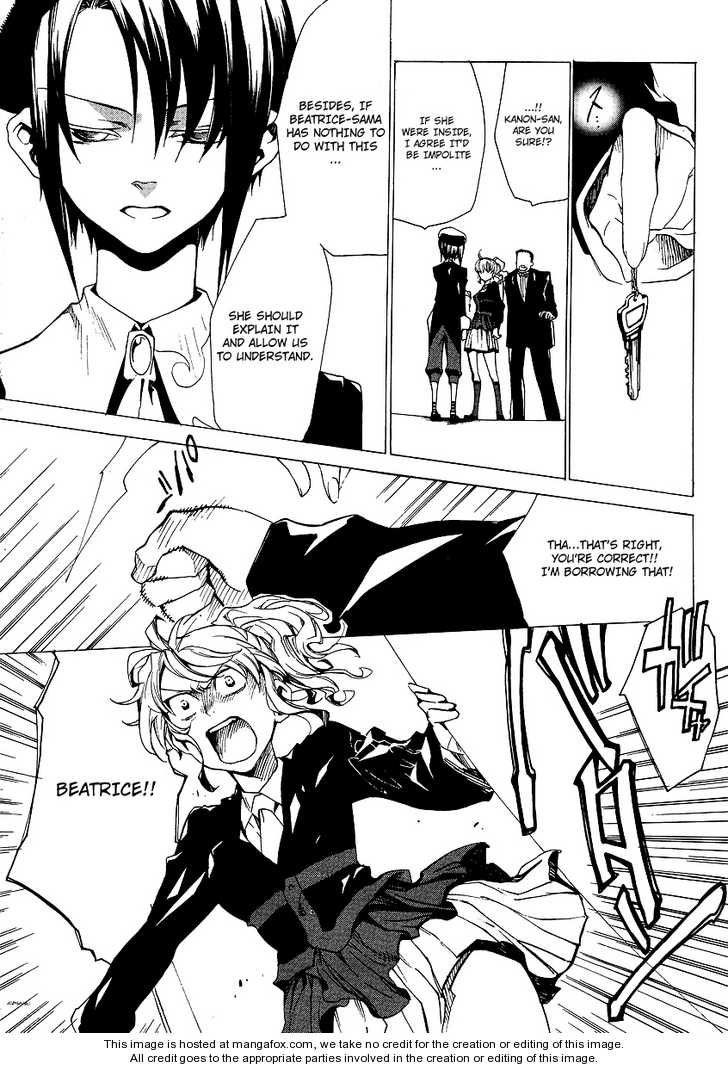 ...!!
KANON-SAN,
ARE YOU
SURE!?
IF SHE
WERE INSIDE,
I AGREE IT'D
BE IMPOLITE
...
BESIDES, IF
BEATRICE-SAMA
HAS NOTHING TO
DO WITH THIS
...
SHE SHOULD
EXPLAIN IT
AND ALLOW US
TO UNDERSTAND.
THA...THAT'S RIGHT,
YOU'RE CORRECT!!
I'M BORROWING THAT!
BEATRICE!!
This image is hosted at mangafox.com, we take no credit for the creation or editing of this image.
All credit goes to the appropriate parties involved in the creation or editing of this image.